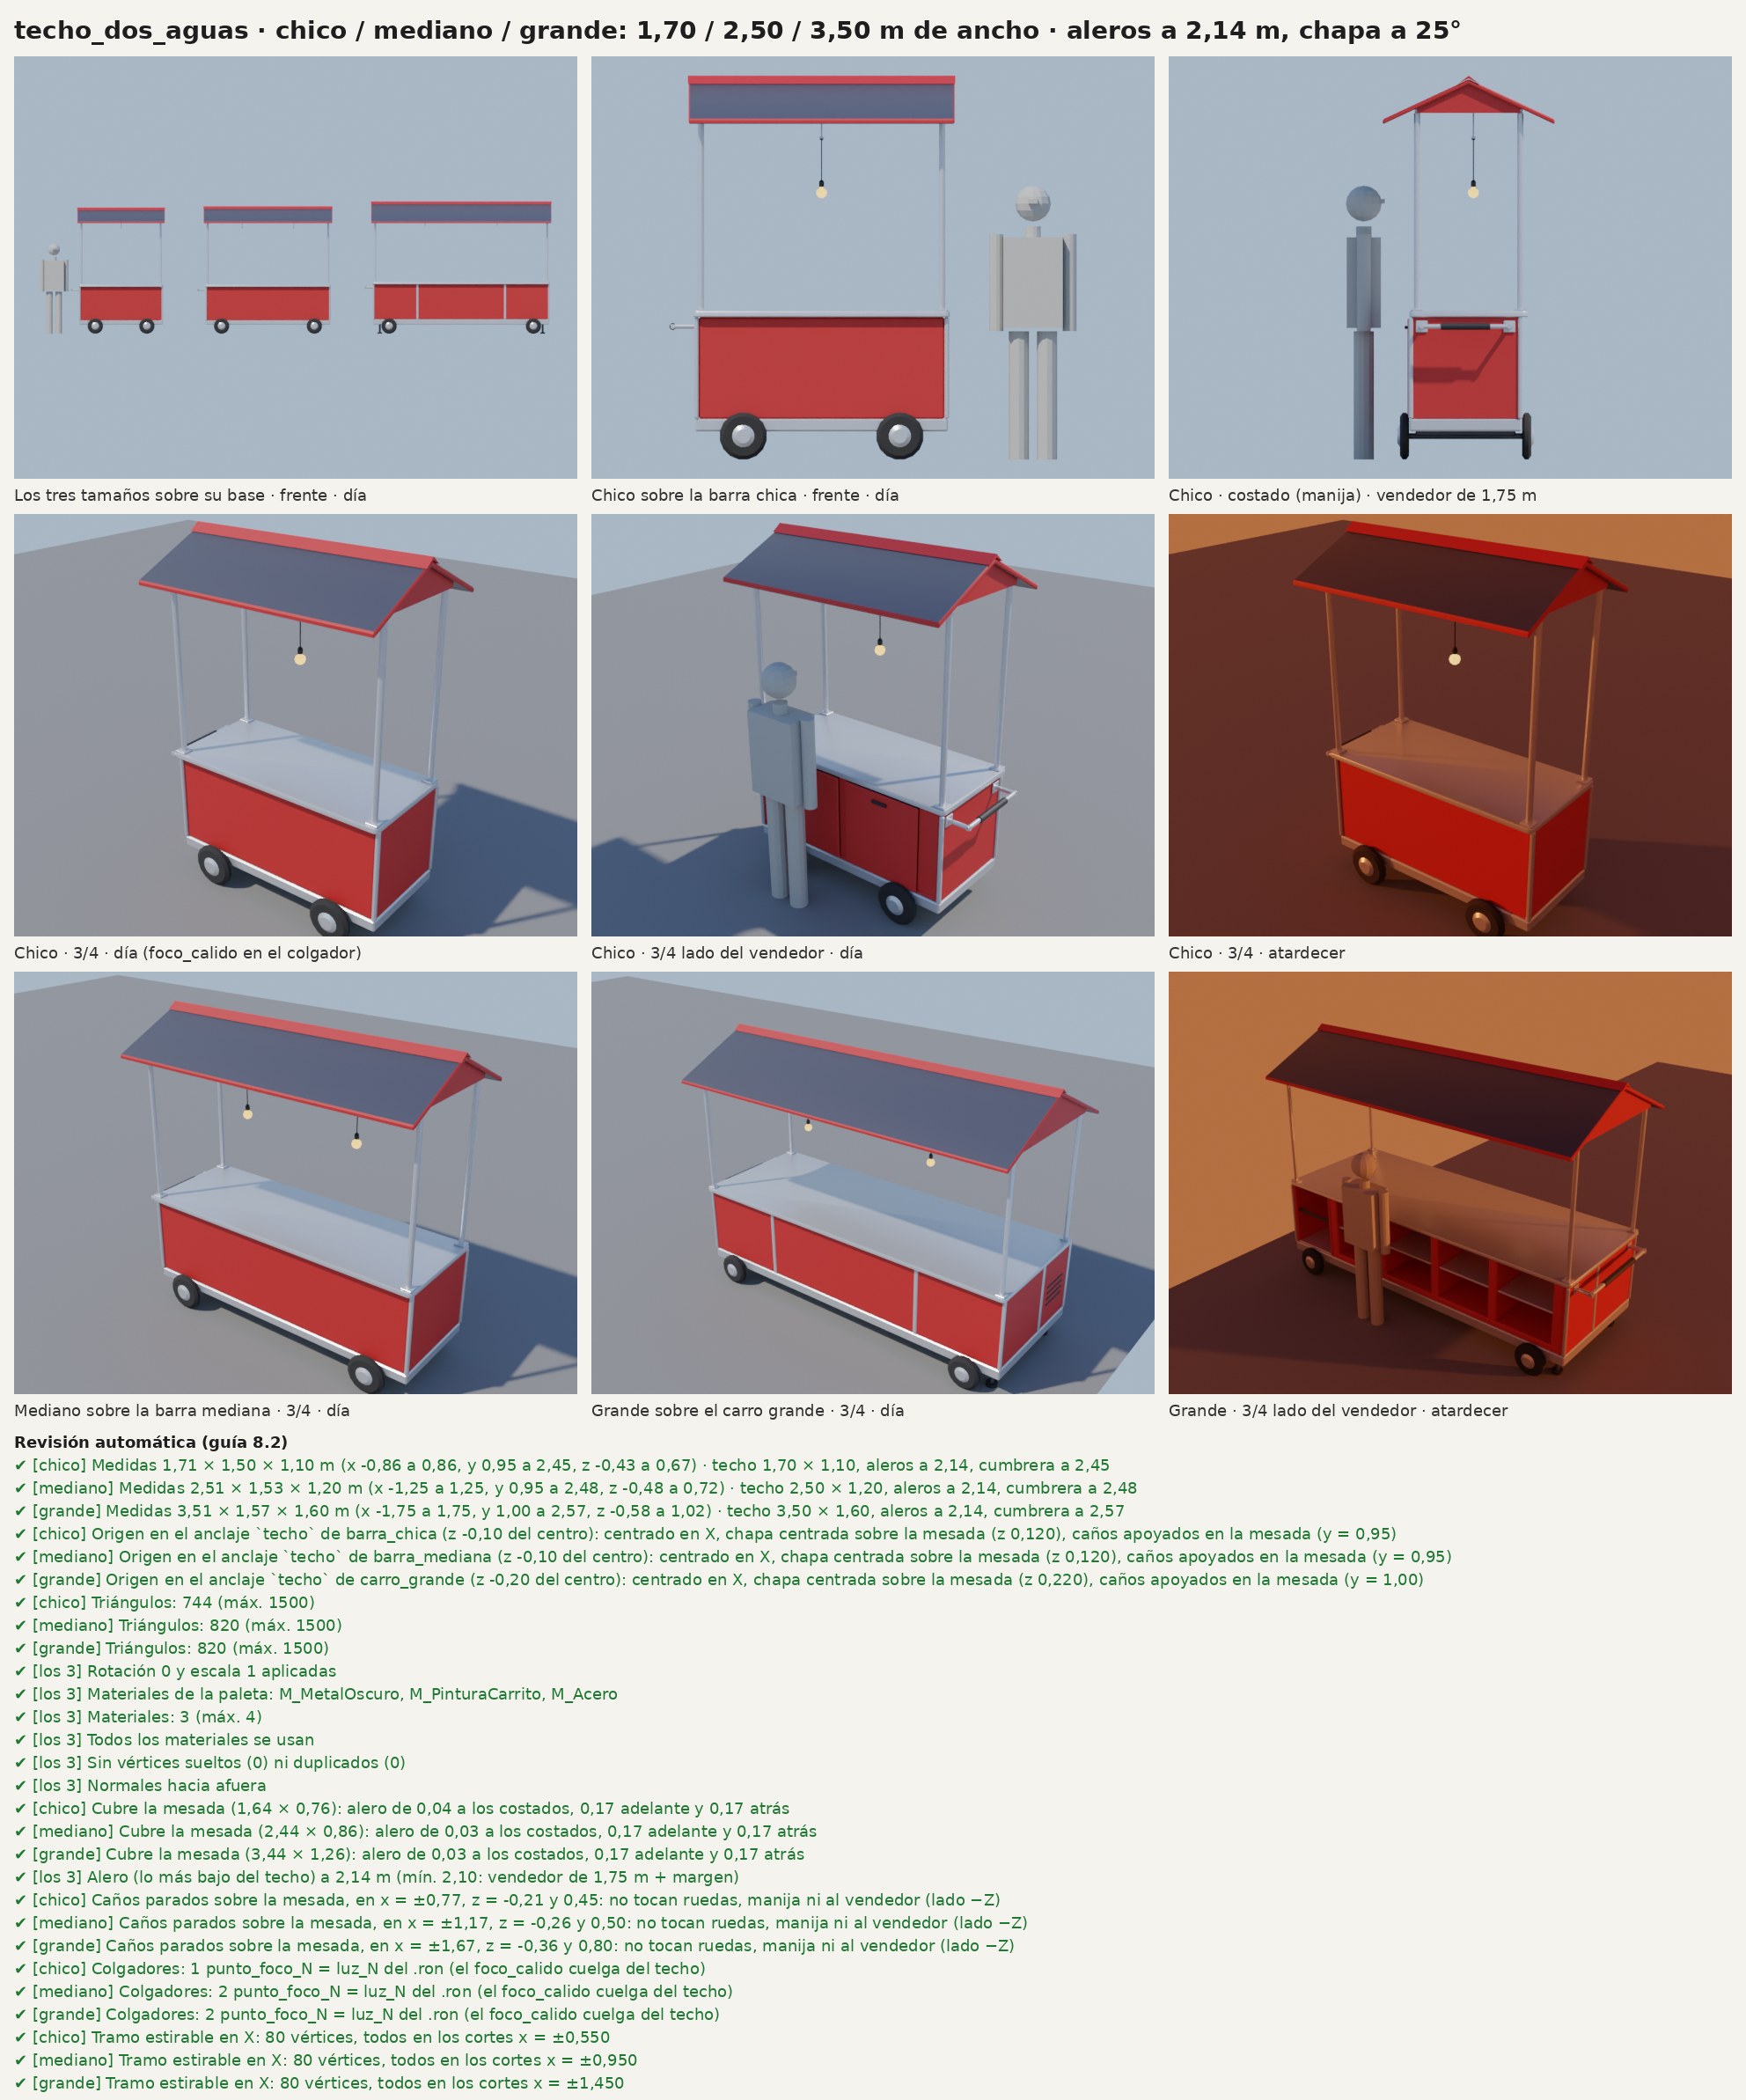 techo_dos_aguas · chico / mediano / grande: 1,70 / 2,50 / 3,50 m de ancho · aleros a 2,14 m, chapa a 25°
Los tres tamaños sobre su base · frente · día
Chico sobre la barra chica · frente · día
Chico · costado (manija) · vendedor de 1,75 m
Chico · 3/4 · día (foco_calido en el colgador)
Chico · 3/4 lado del vendedor · día
Chico · 3/4 · atardecer
Mediano sobre la barra mediana · 3/4 · día
Grande sobre el carro grande · 3/4 · día
Grande · 3/4 lado del vendedor · atardecer
Revisión automática (guía 8.2)
✔ [chico] Medidas 1,71 × 1,50 × 1,10 m (x -0,86 a 0,86, y 0,95 a 2,45, z -0,43 a 0,67) · techo 1,70 × 1,10, aleros a 2,14, cumbrera a 2,45
✔ [mediano] Medidas 2,51 × 1,53 × 1,20 m (x -1,25 a 1,25, y 0,95 a 2,48, z -0,48 a 0,72) · techo 2,50 × 1,20, aleros a 2,14, cumbrera a 2,48
✔ [grande] Medidas 3,51 × 1,57 × 1,60 m (x -1,75 a 1,75, y 1,00 a 2,57, z -0,58 a 1,02) · techo 3,50 × 1,60, aleros a 2,14, cumbrera a 2,57
✔ [chico] Origen en el anclaje `techo` de barra_chica (z -0,10 del centro): centrado en X, chapa centrada sobre la mesada (z 0,120), caños apoyados en la mesada (y = 0,95)
✔ [mediano] Origen en el anclaje `techo` de barra_mediana (z -0,10 del centro): centrado en X, chapa centrada sobre la mesada (z 0,120), caños apoyados en la mesada (y = 0,95)
✔ [grande] Origen en el anclaje `techo` de carro_grande (z -0,20 del centro): centrado en X, chapa centrada sobre la mesada (z 0,220), caños apoyados en la mesada (y = 1,00)
✔ [chico] Triángulos: 744 (máx. 1500)
✔ [mediano] Triángulos: 820 (máx. 1500)
✔ [grande] Triángulos: 820 (máx. 1500)
✔ [los 3] Rotación 0 y escala 1 aplicadas
✔ [los 3] Materiales de la paleta: M_MetalOscuro, M_PinturaCarrito, M_Acero
✔ [los 3] Materiales: 3 (máx. 4)
✔ [los 3] Todos los materiales se usan
✔ [los 3] Sin vértices sueltos (0) ni duplicados (0)
✔ [los 3] Normales hacia afuera
✔ [chico] Cubre la mesada (1,64 × 0,76): alero de 0,04 a los costados, 0,17 adelante y 0,17 atrás
✔ [mediano] Cubre la mesada (2,44 × 0,86): alero de 0,03 a los costados, 0,17 adelante y 0,17 atrás
✔ [grande] Cubre la mesada (3,44 × 1,26): alero de 0,03 a los costados, 0,17 adelante y 0,17 atrás
✔ [los 3] Alero (lo más bajo del techo) a 2,14 m (mín. 2,10: vendedor de 1,75 m + margen)
✔ [chico] Caños parados sobre la mesada, en x = ±0,77, z = -0,21 y 0,45: no tocan ruedas, manija ni al vendedor (lado −Z)
✔ [mediano] Caños parados sobre la mesada, en x = ±1,17, z = -0,26 y 0,50: no tocan ruedas, manija ni al vendedor (lado −Z)
✔ [grande] Caños parados sobre la mesada, en x = ±1,67, z = -0,36 y 0,80: no tocan ruedas, manija ni al vendedor (lado −Z)
✔ [chico] Colgadores: 1 punto_foco_N = luz_N del .ron (el foco_calido cuelga del techo)
✔ [mediano] Colgadores: 2 punto_foco_N = luz_N del .ron (el foco_calido cuelga del techo)
✔ [grande] Colgadores: 2 punto_foco_N = luz_N del .ron (el foco_calido cuelga del techo)
✔ [chico] Tramo estirable en X: 80 vértices, todos en los cortes x = ±0,550
✔ [mediano] Tramo estirable en X: 80 vértices, todos en los cortes x = ±0,950
✔ [grande] Tramo estirable en X: 80 vértices, todos en los cortes x = ±1,450